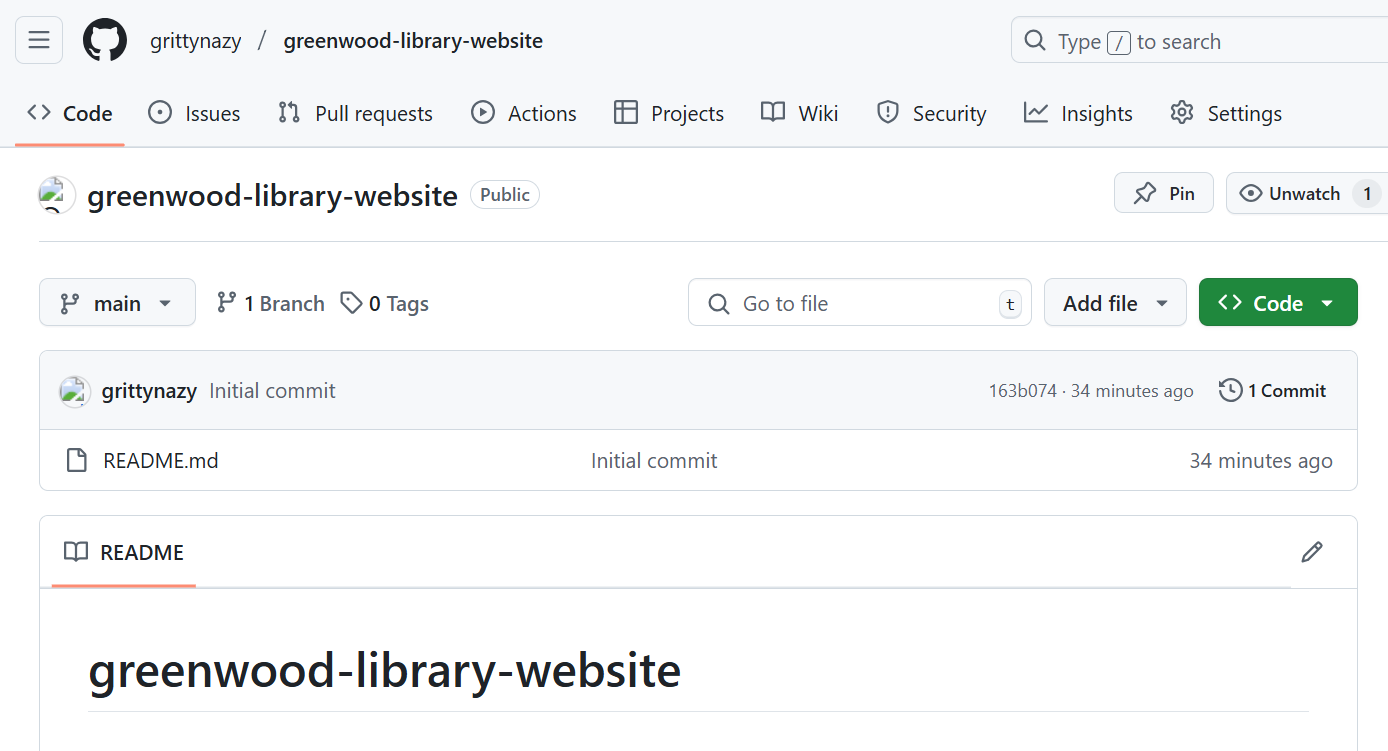 grittynazy / greenwood-library-website
Type / to search
Code Issues Pull requests Actions Projects Wiki Security Insights Settings
greenwood-library-website Public
Pin Unwatch 1
main 1 Branch 0 Tags
Go to file t Add file Code
grittynazy Initial commit 163b074 · 34 minutes ago 1 Commit
README.md Initial commit 34 minutes ago
README
greenwood-library-website